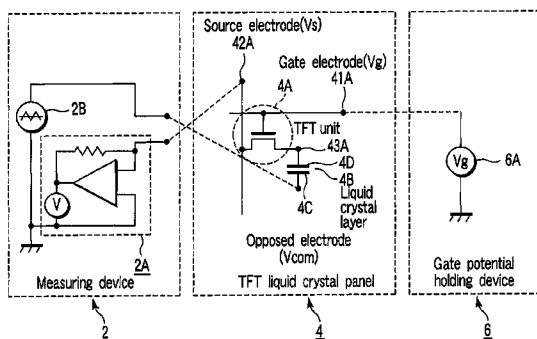 Source electrode(Vs)
42A
Gate electrode(Vg)
4A
41A
2B
TFT unit
43A
4D
4B
4C
Liquid
crystal
layer
Vg
6A
V
2A
Opposed electrode
(Vcom)
Measuring device
TFT liquid crystal panel
Gate potential
holding device
2
4
6